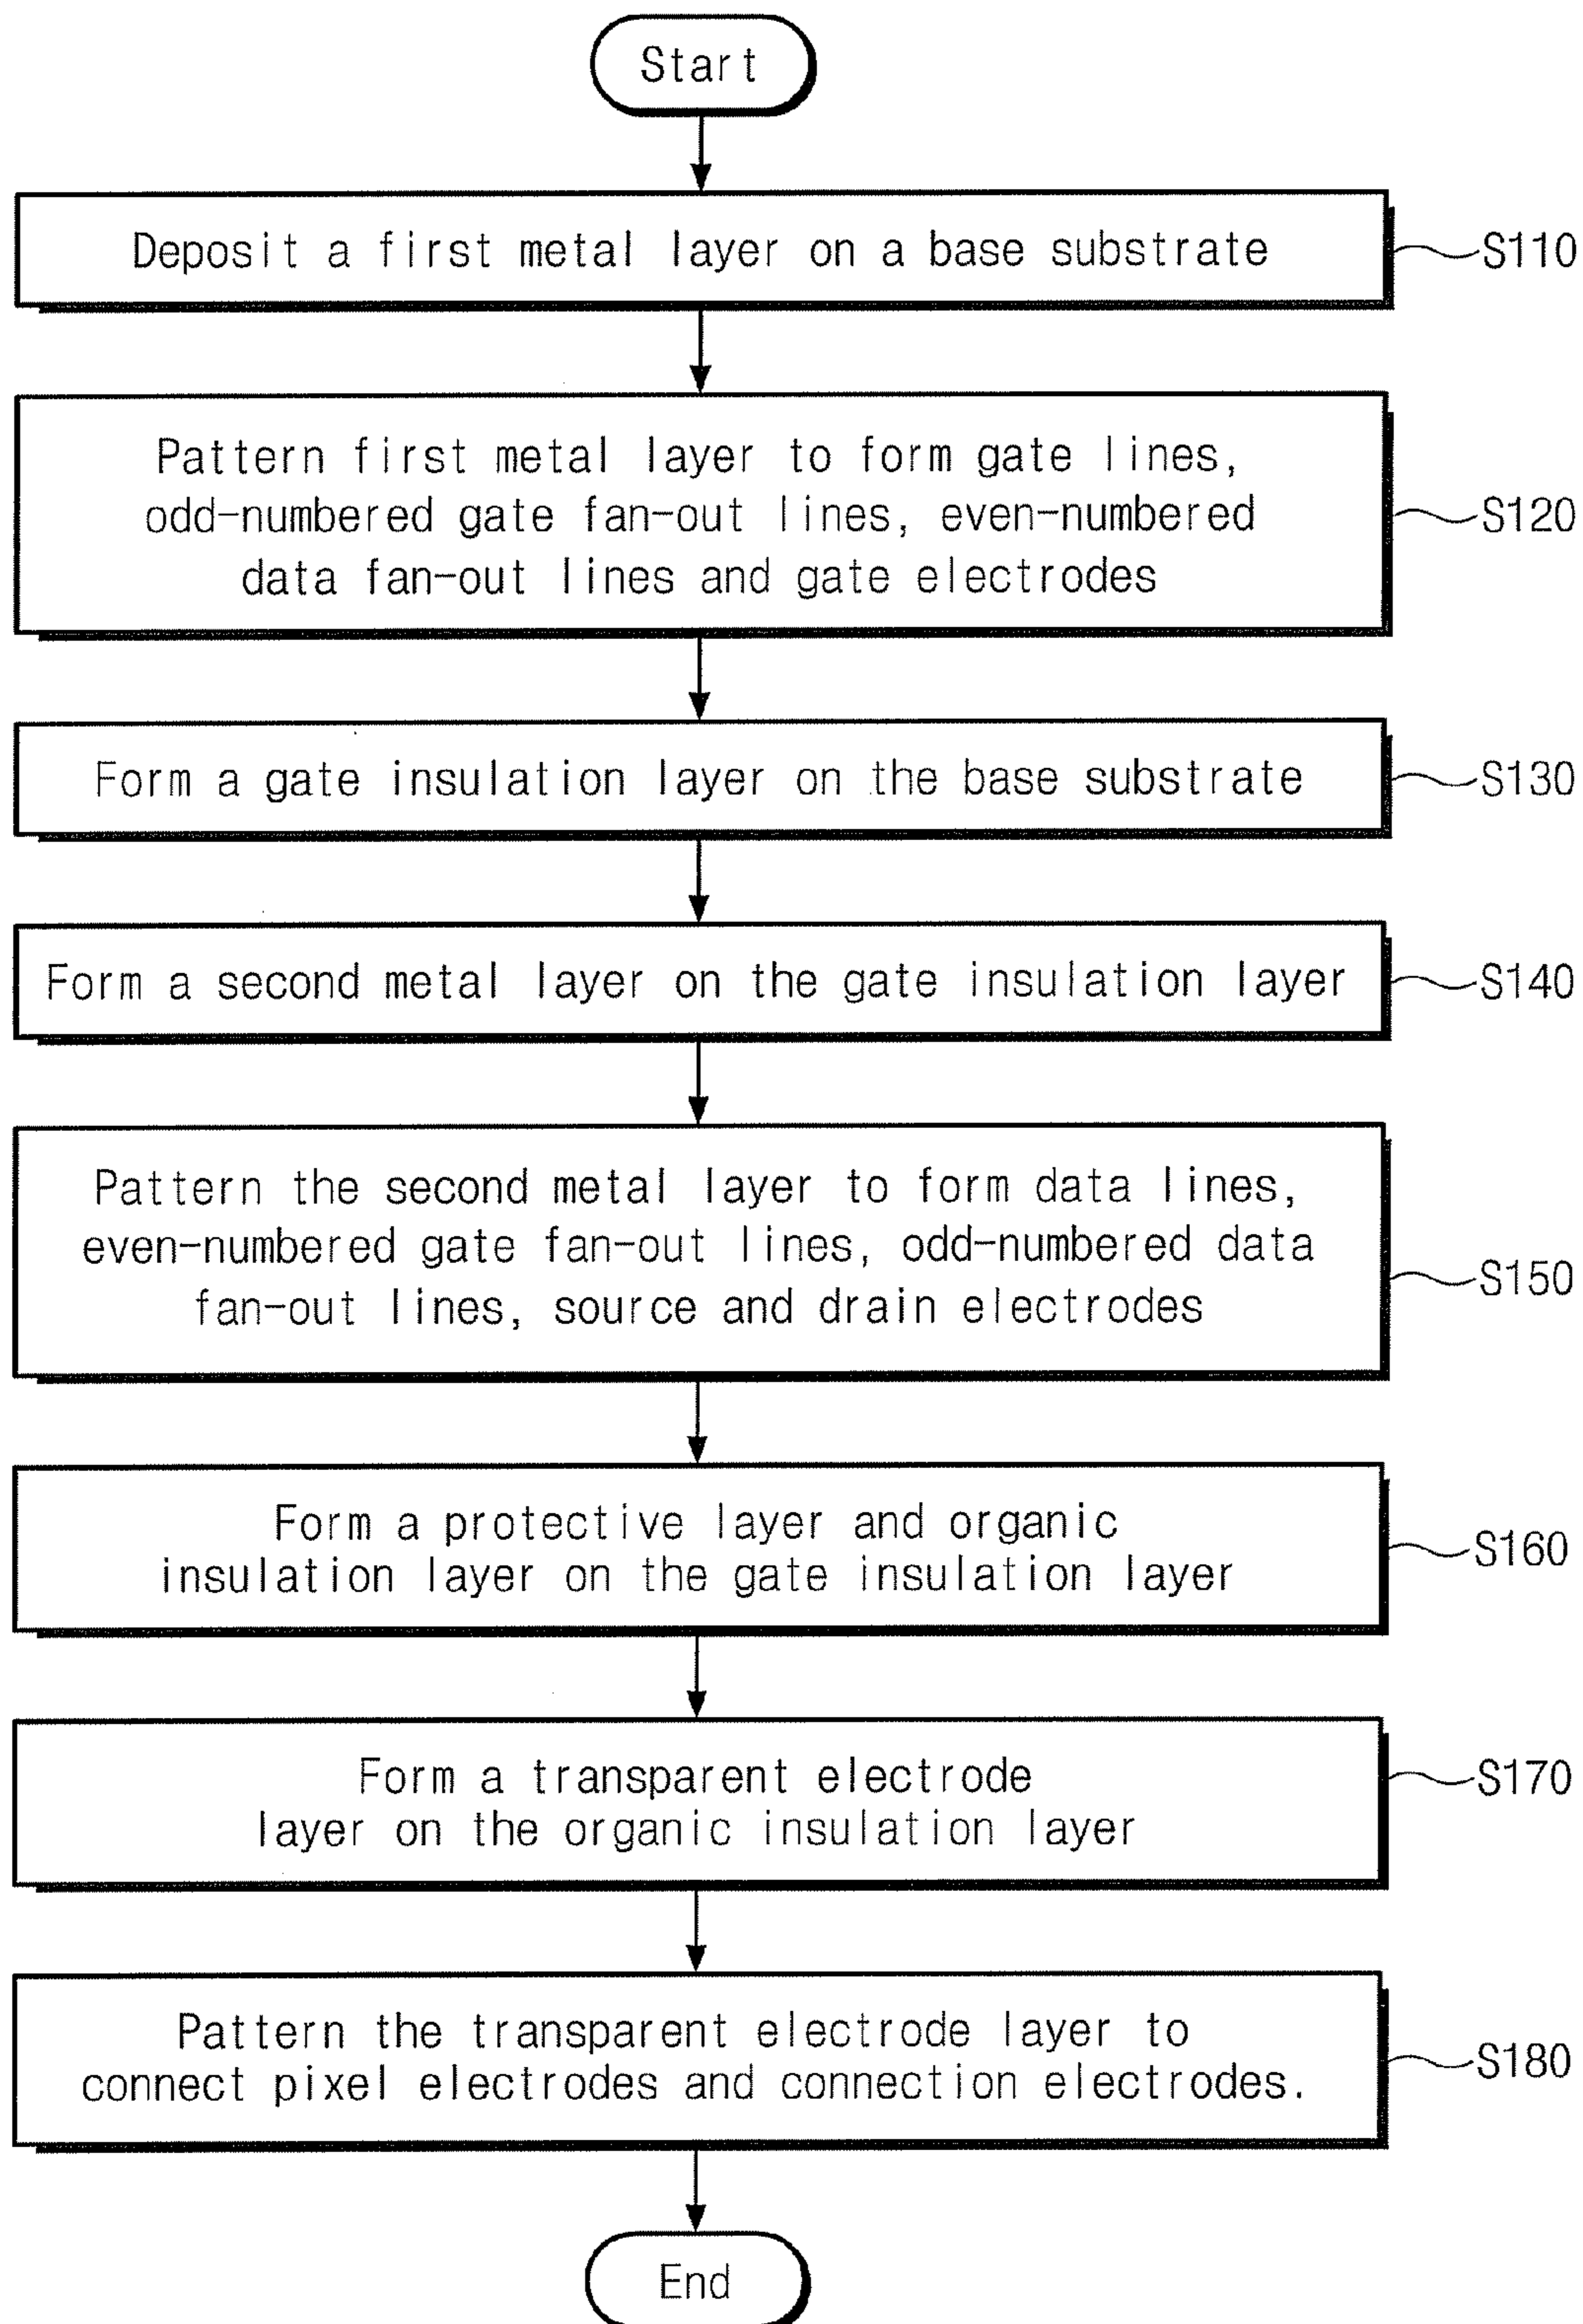 Start
Deposit a first metal layer on a base substrate
S110
Pattern first metal layer to form gate lines,
odd-numbered gate fan-out lines, even-numbered
data fan-out lines and gate electrodes
S120
Form a gate insulation layer on the base substrate
S130
Form a second metal layer on the gate insulation layer
S140
Pattern the second metal layer to form data lines,
even-numbered gate fan-out lines, odd-numbered data
fan-out lines, source and drain electrodes
S150
Form a protective layer and organic
insulation layer on the gate insulation layer
S160
Form a transparent electrode
layer on the organic insulation layer
S170
Pattern the transparent electrode layer to
connect pixel electrodes and connection electrodes.
S180
End